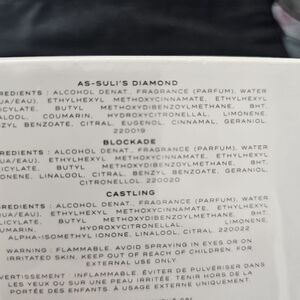 AS-SULI'S DIAMOND
REDIENTS : ALCOHOL DENAT., FRAGRANCE (PARFUM), WATER
UA/EAU), ETHYLHEXYL METHOXYCINNAMATE, ETHYLHEXYL
ICYLATE, BUTYL METHOXYDIBENZOYLMETHANE, BHT,
ALOOL, COUMARIN, HYDROXYCITRONELLAL, LIMONENE,
ZYL BENZOATE, CITRAL, EUGENOL, CINNAMAL, GERANIOL.
220019
BLOCKADE
REDIENTS : ALCOHOL DENAT., FRAGRANCE (PARFUM), WATER
UA/EAU), ETHYLHEXYL METHOXYCINNAMATE, ETHYLHEXYL
ICYLATE, BUTYL METHOXYDIBENZOYLMETHANE, BHT,
ONENE, LINALOOL, CITRAL, BENZYL BENZOATE, GERANIOL,
CITRONELLOL. 220020
CASTLING
EDIENTS : ALCOHOL DENAT., FRAGRANCE (PARFUM), WATER
UA/EAU), ETHYLHEXYL METHOXYCINNAMATE, ETHYLHEXYL
ICYLATE, BUTYL METHOXYDIBENZOYLMETHANE, BHT,
COUMARIN, HYDROXYCITRONELLAL, LIMONENE,
ALPHA-ISOMETHYL IONONE, LINALOOL, CITRAL. 220022
WARNING : FLAMMABLE. AVOID SPRAYING IN EYES OR ON
IRRITATED SKIN. KEEP OUT OF REACH OF CHILDREN. FOR
EXTERNAL USE ONLY.
VERTISSEMENT : INFLAMMABLE. ÉVITER DE PULVÉRISER DANS
LES YEUX OU SUR UNE PEAU IRRITÉE. TENIR HORS DE LA
PORTÉE DES ENFANTS. À USAGE EXTERNE UNIQUEMENT.